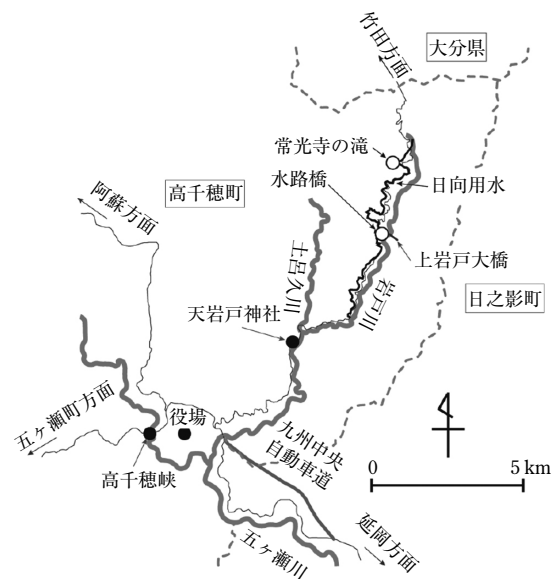 竹田方面
大分県
常光寺の滝
水路橋
日向用水
高千穂町
阿蘇方面
土呂久川
上岩戸大橋
岩戸川
日之影町
天岩戸神社
五ヶ瀬町方面
役場
高千穂峡
九州中央
自動車道
0
5 km
五ヶ瀬川
延岡方面